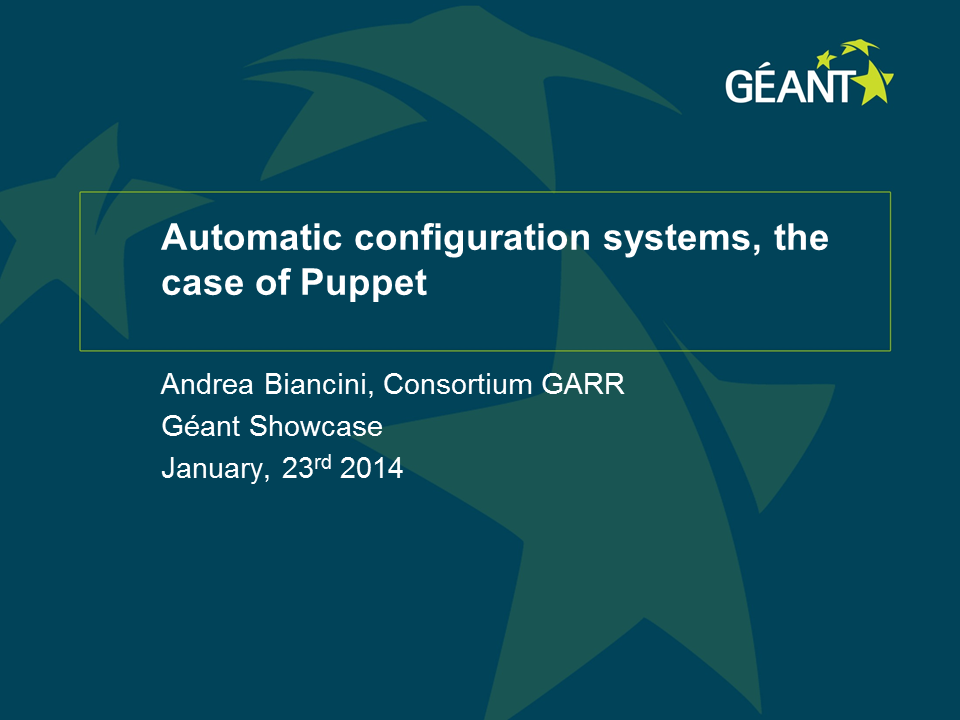 GÉANT
Automatic configuration systems, the
case of Puppet
Andrea Biancini, Consortium GARR
Géant Showcase
January, 23rd 2014